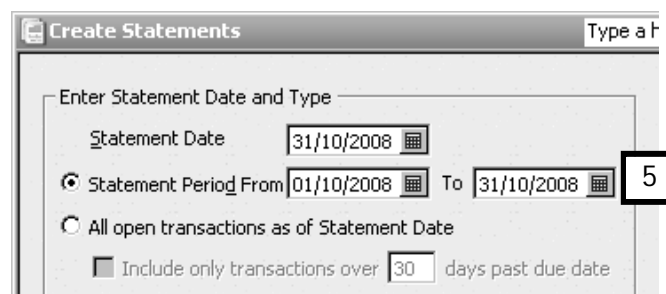 Create Statements Type a h
Enter Statement Date and Type
Statement Date 31/10/2008
Statement Period From 01/10/2008 To 31/10/2008 5
All open transactions as of Statement Date
Include only transactions over 30 days past due date